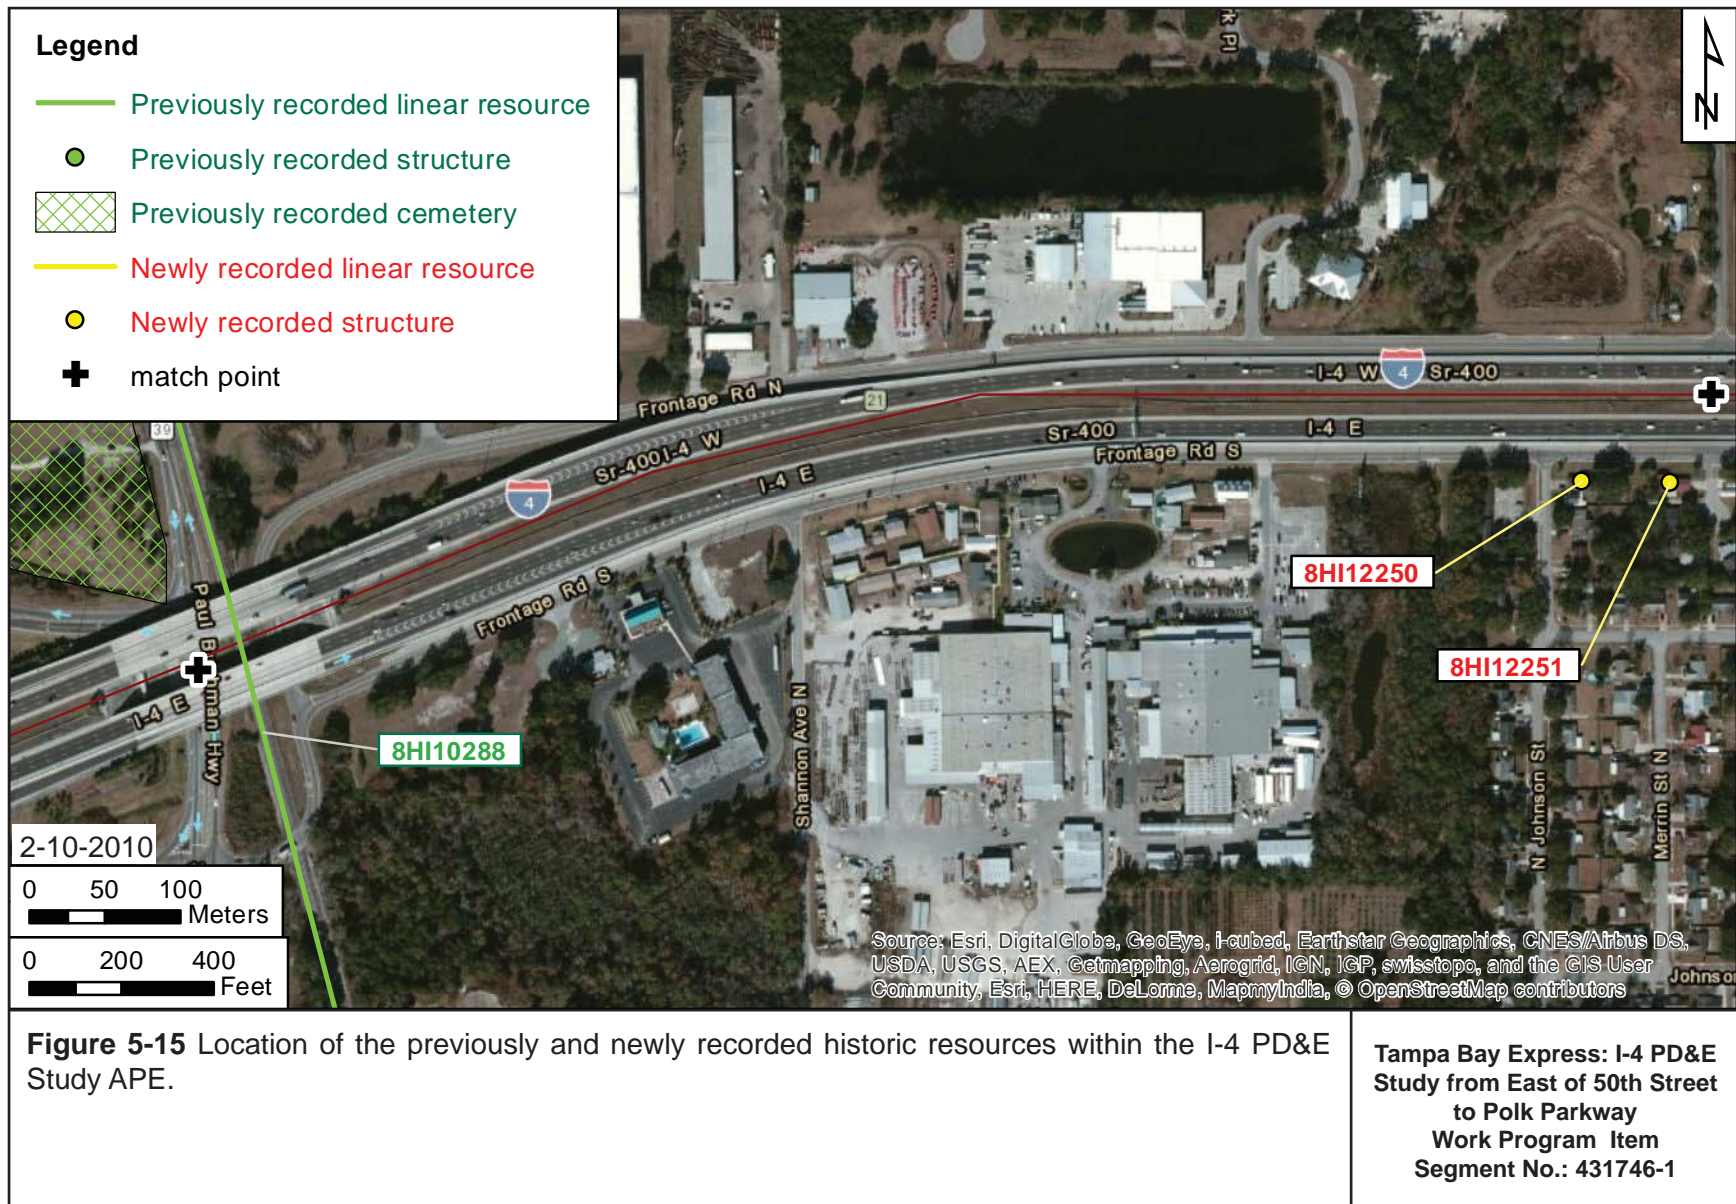 Legend
Previously recorded linear resource
Previously recorded structure
Previously recorded cemetery
Newly recorded linear resource
Newly recorded structure
match point
N
rk Pl
Frontage Rd N
21
I-4 W
4
Sr-400
Sr-400
I-4 W
Sr-400
I-4 E
Frontage Rd S
I-4 E
39
4
Frontage Rd S
Paul B hman Hwy
I-4 E
8HI12250
8HI12251
8HI10288
Shannon Ave N
N Johnson St
Merrin St N
Johnso
2-10-2010
0 50 100
Meters
0 200 400
Feet
Source: Esri, DigitalGlobe, GeoEye, i-cubed, Earthstar Geographics, CNES/Airbus DS,
USDA, USGS, AEX, Getmapping, Aerogrid, IGN, IGP, swisstopo, and the GIS User
Community, Esri, HERE, DeLorme, MapmyIndia, © OpenStreetMap contributors
Figure 5-15 Location of the previously and newly recorded historic resources within the I-4 PD&E
Study APE.
Tampa Bay Express: I-4 PD&E
Study from East of 50th Street
to Polk Parkway
Work Program Item
Segment No.: 431746-1